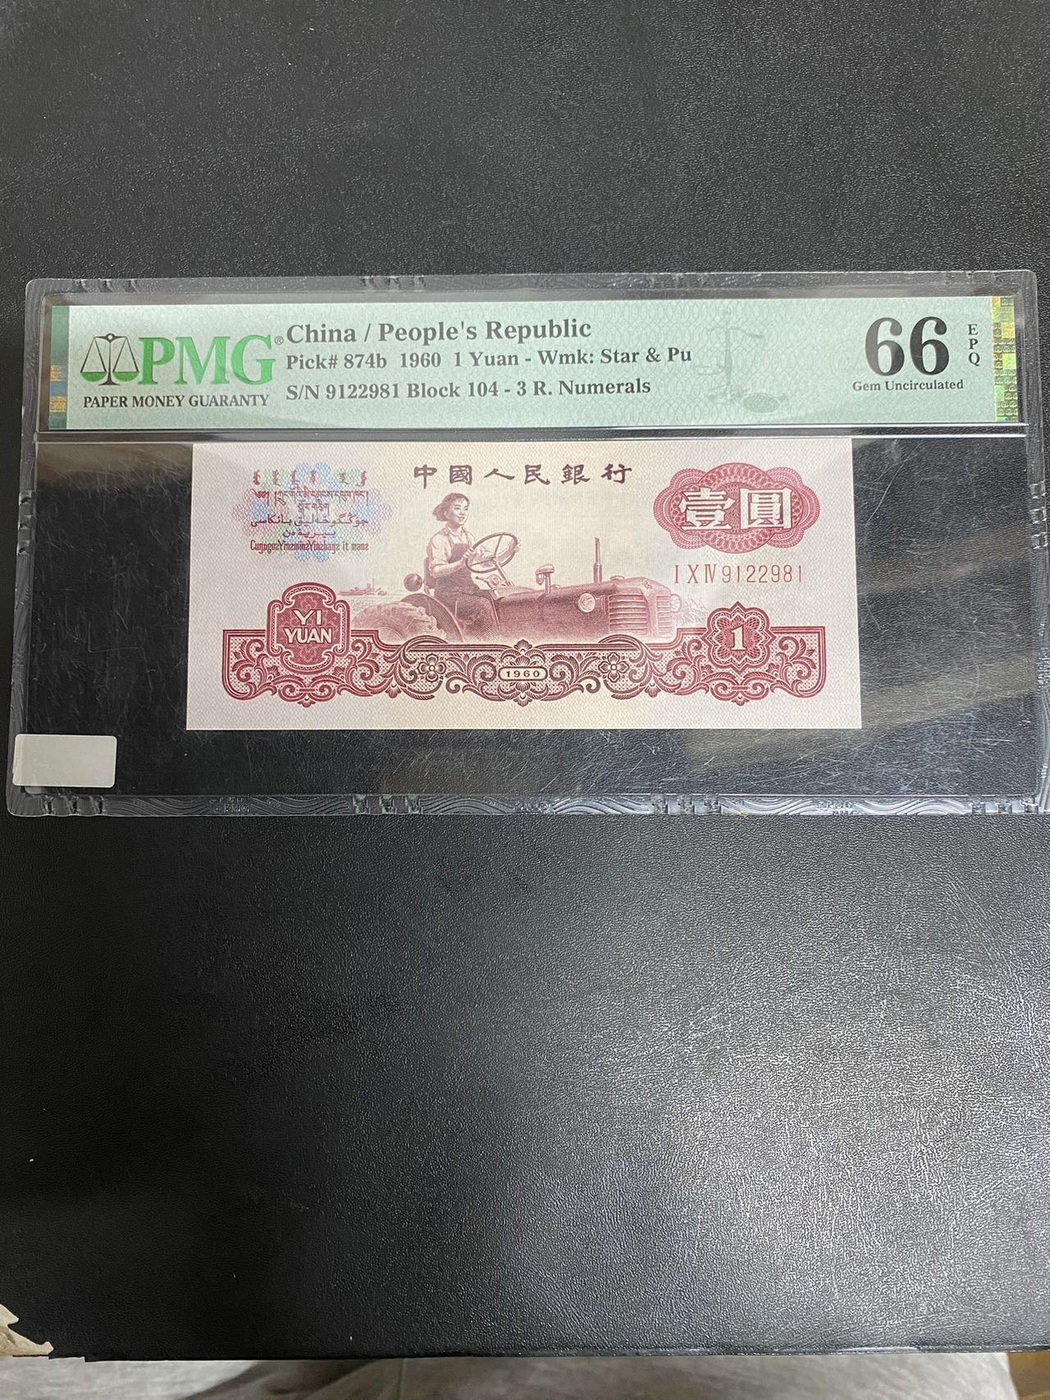 PMG®
PAPER MONEY GUARANTY
China / People's Republic
Pick# 874b 1960 1 Yuan - Wmk: Star & Pu
S/N 9122981 Block 104 - 3 R. Numerals
66
EPQ
Gem Uncirculated
中國人民銀行
壹圓
I X IV 9122981
YI
YUAN
1
1960